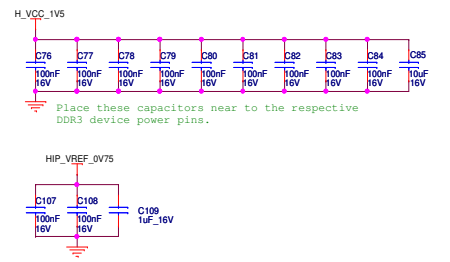 H_VCC_1V5
C76 C77 C78 C79 C80 C81 C82 C83 C84 C85
100nF 100nF 100nF 100nF 100nF 100nF 100nF 100nF 100nF 10uF
16V 16V 16V 16V 16V 16V 16V 16V 16V 16V
Place these capacitors near to the respective
DDR3 device power pins.
HIP_VREF_0V75
C107 C108 C109
100nF 100nF 1uF_16V
16V 16V